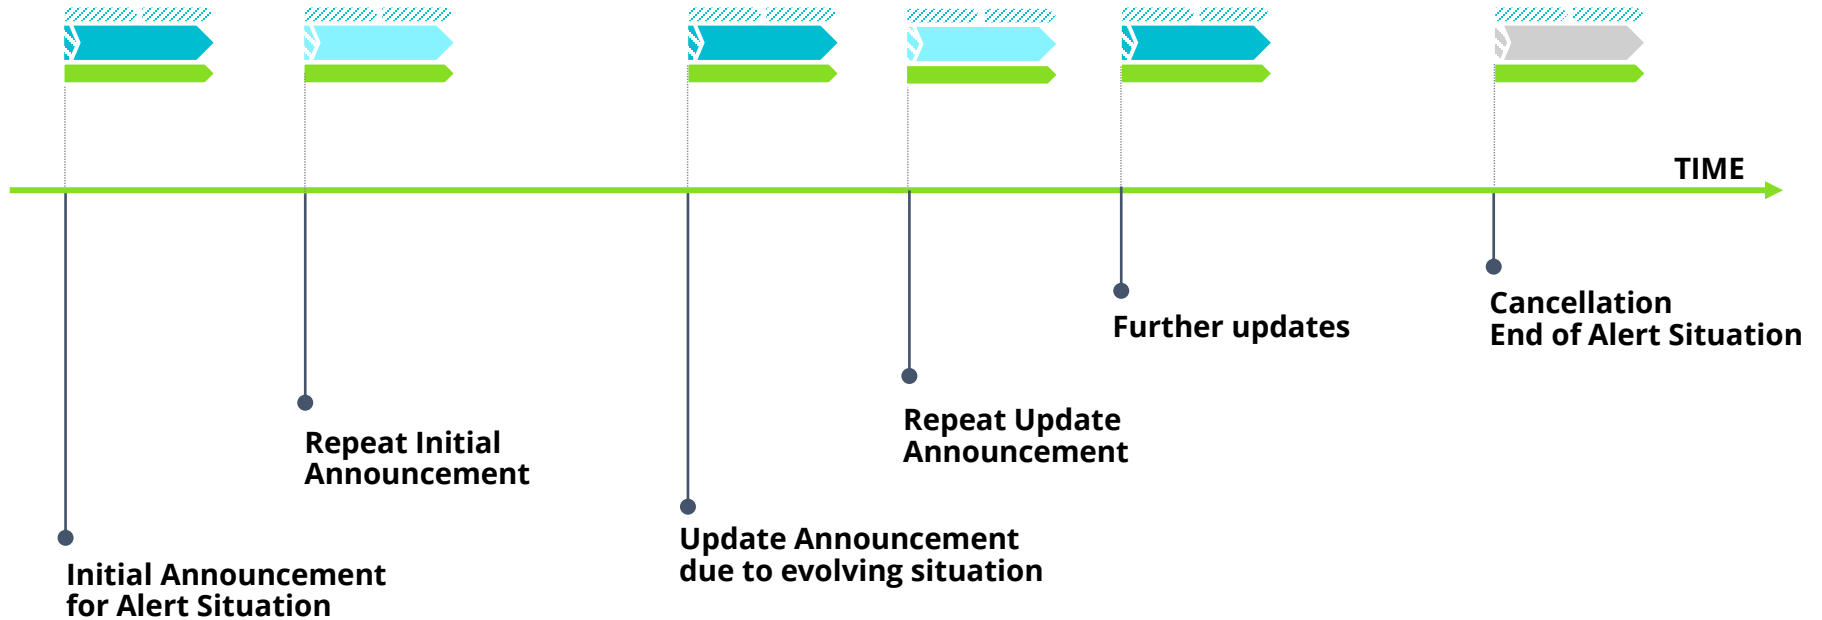 TIME
Initial Announcement
for Alert Situation
Repeat Initial
Announcement
Update Announcement
due to evolving situation
Repeat Update
Announcement
Further updates
Cancellation
End of Alert Situation